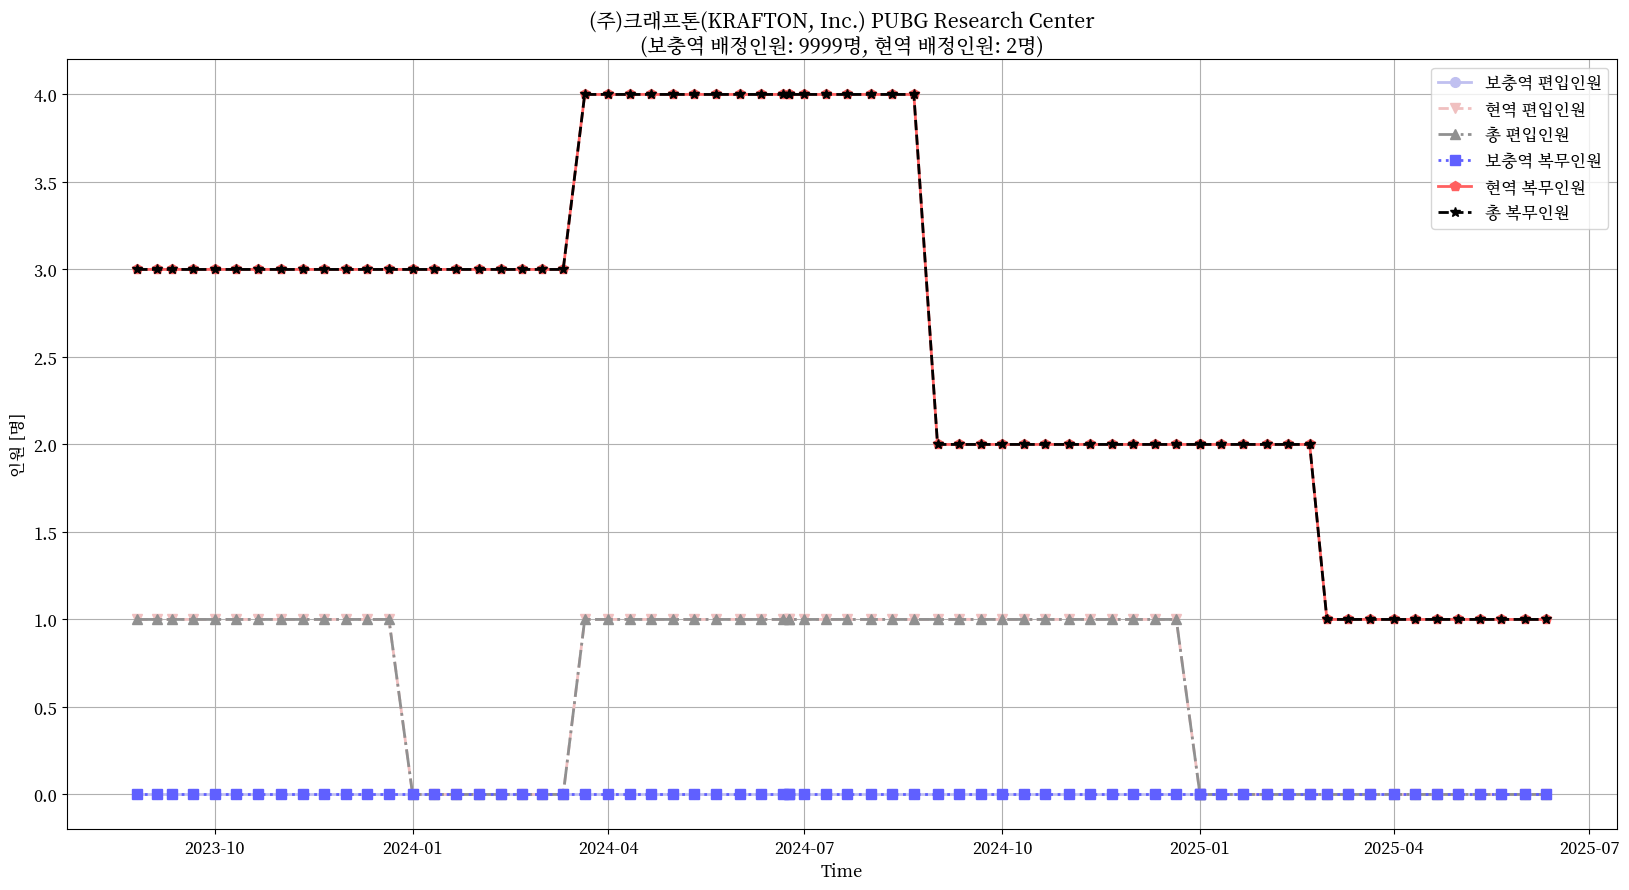 (주)크래프톤(KRAFTON, Inc.) PUBG Research Center
(보충역 배정인원: 9999명, 현역 배정인원: 2명)
보충역 편입인원
현역 편입인원
총 편입인원
보충역 복무인원
현역 복무인원
총 복무인원
인원 [명]
4.0
3.5
3.0
2.5
2.0
1.5
1.0
0.5
0.0
2023-10
2024-01
2024-04
2024-07
2024-10
2025-01
2025-04
2025-07
Time